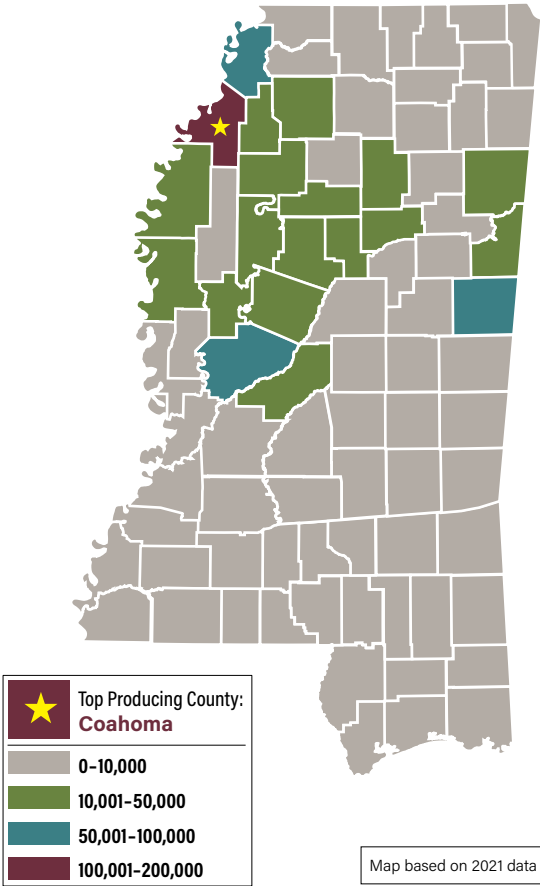 Top Producing County:
Coahoma
0–10,000
10,001–50,000
50,001–100,000
100,001–200,000
Map based on 2021 data